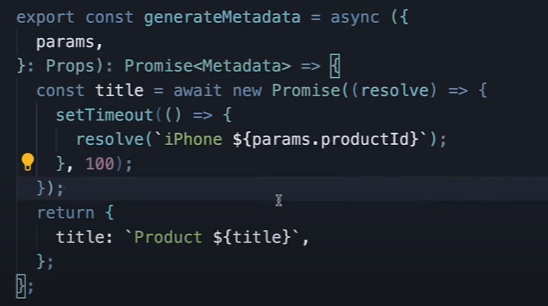 export const generateMetadata = async ({
  params,
}: Props): Promise<Metadata> => {
  const title = await new Promise((resolve) => {
    setTimeout(() => {
      resolve(`iPhone ${params.productId}`);
    }, 100);
  });
  return {
    title: `Product ${title}`,
  };
};